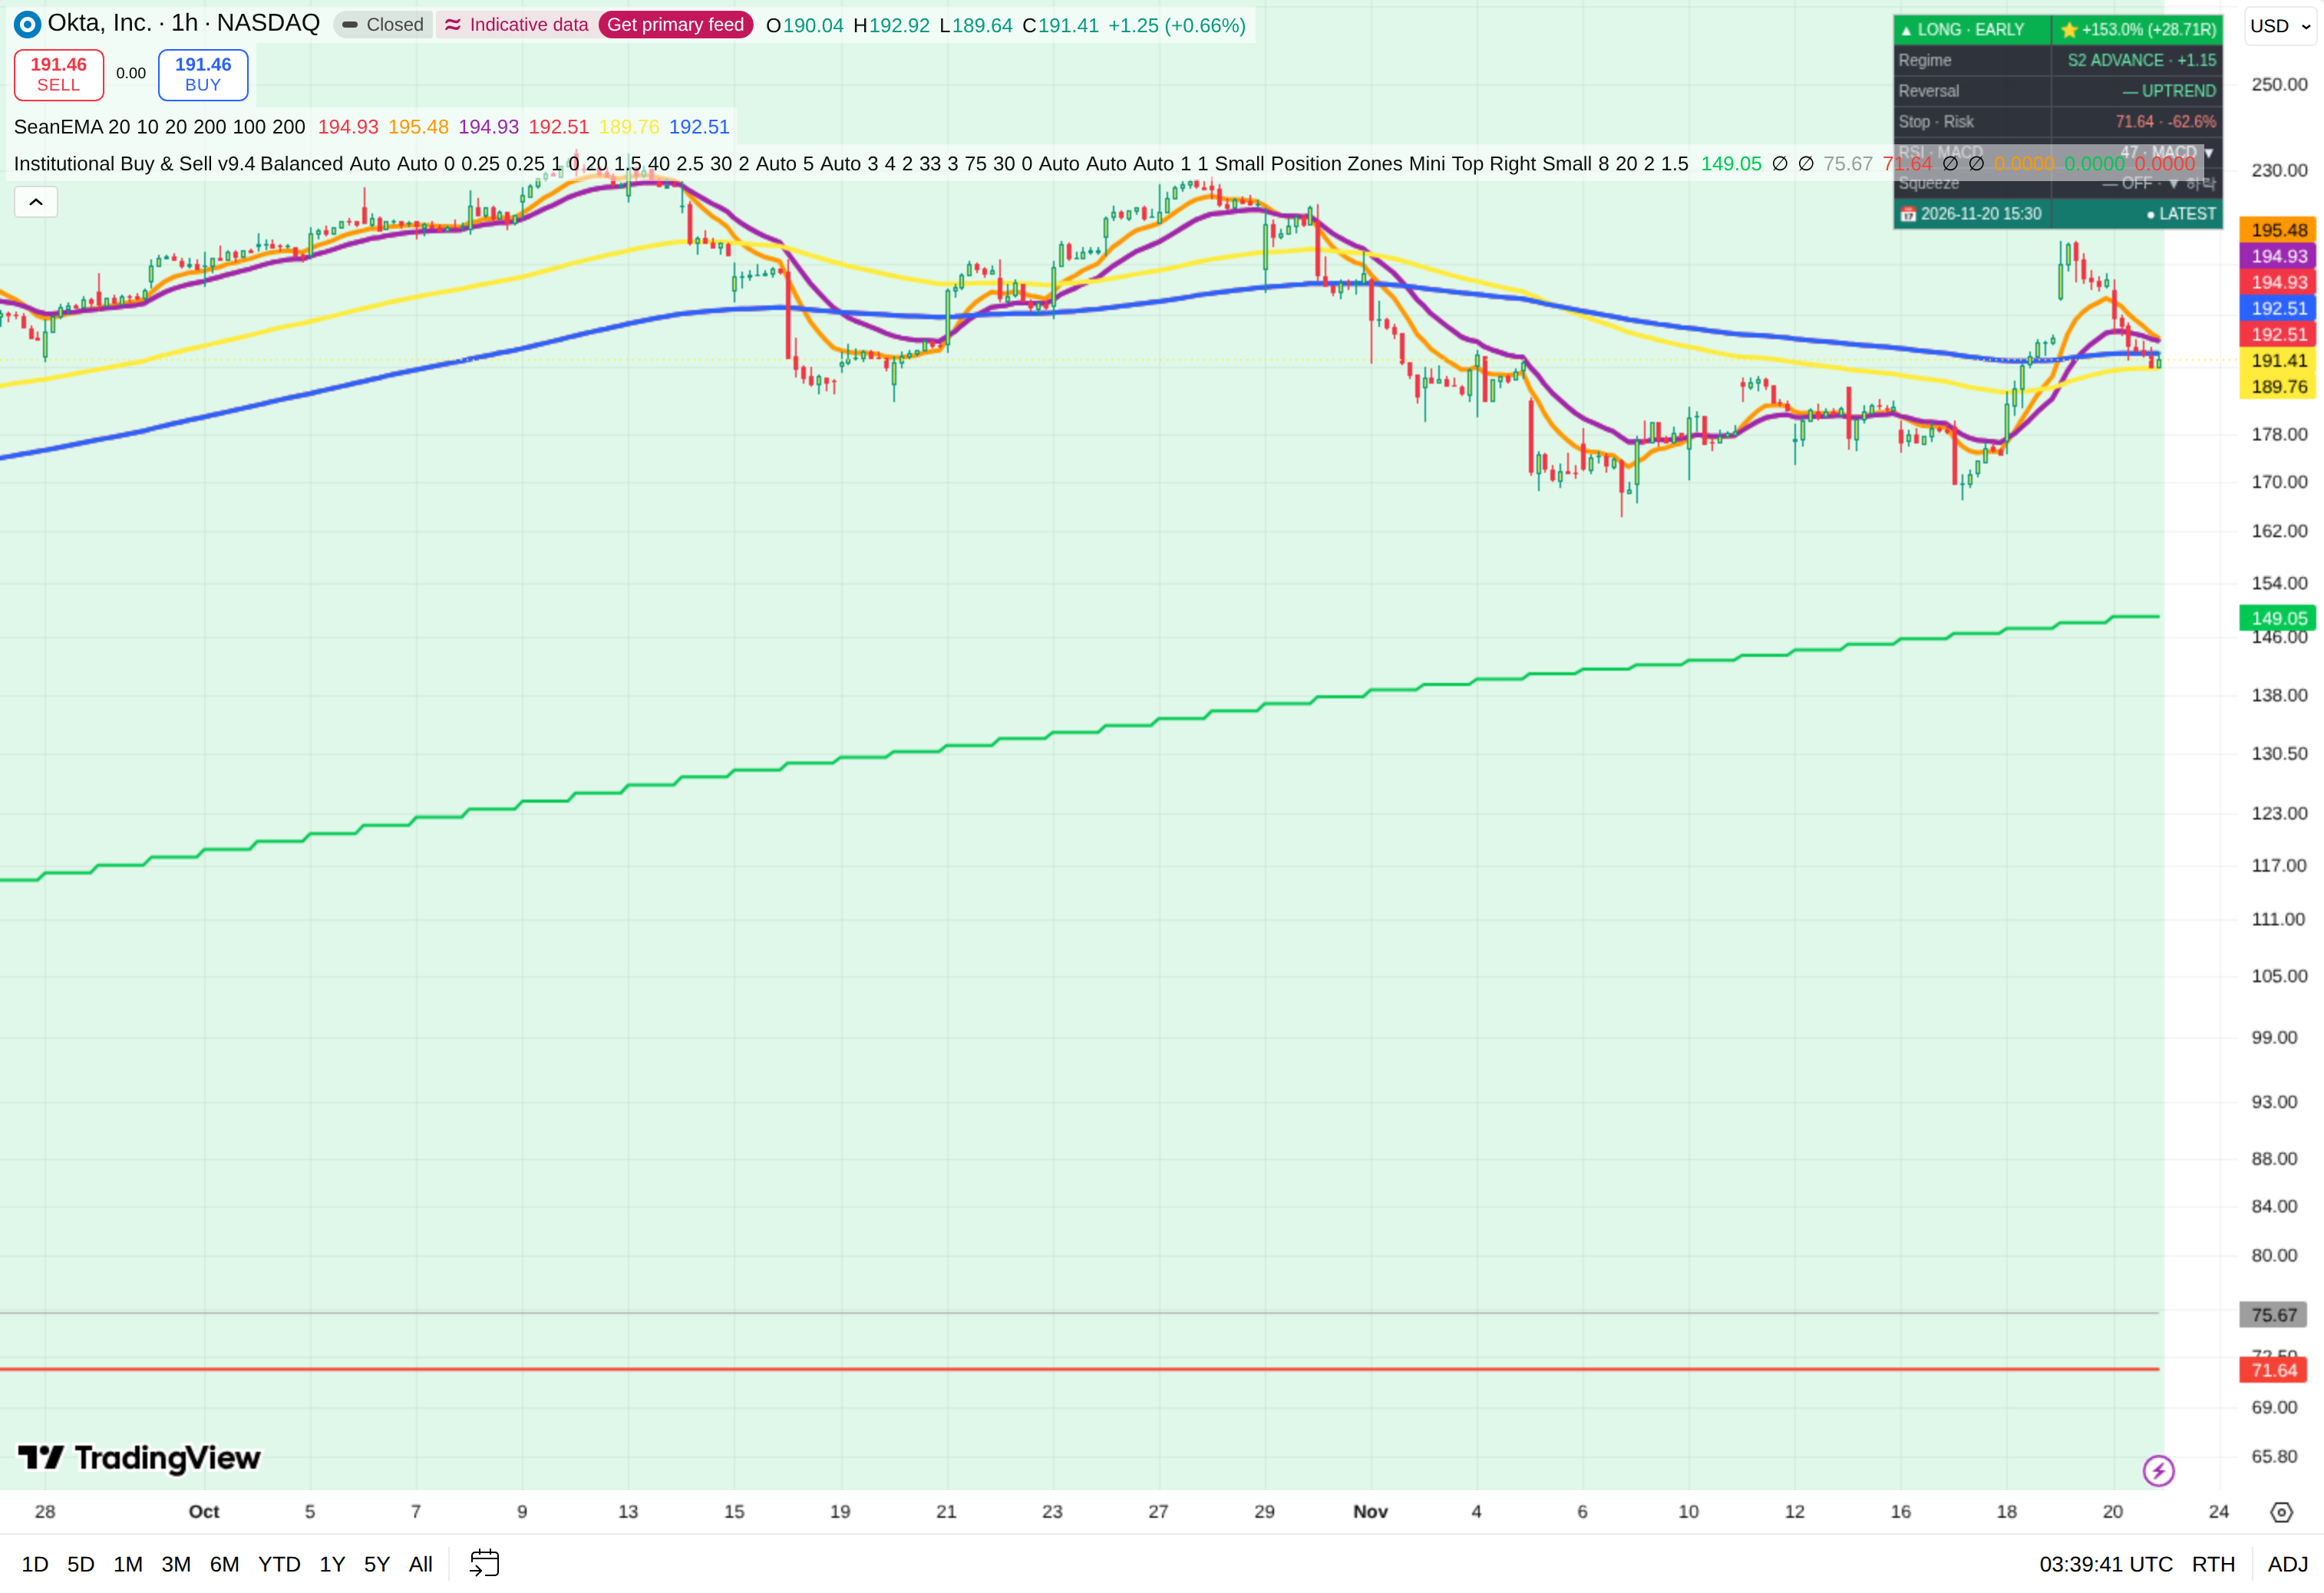 Okta, Inc. · 1h · NASDAQ Closed Indicative data Get primary feed O190.04 H192.92 L189.64 C191.41 +1.25 (+0.66%)
191.46 SELL 0.00 191.46 BUY
SeanEMA 20 10 20 200 100 200 194.93 195.48 194.93 192.51 189.76 192.51
Institutional Buy & Sell v9.4 Balanced Auto Auto 0 0.25 0.25 1 0 20 1.5 40 2.5 30 2 Auto 5 Auto 3 4 2 33 3 75 30 0 Auto Auto Auto 1 1 Small Position Zones Mini Top Right Small 8 20 2 1.5 149.05 ∅ ∅ 75.67 71.64 ∅ ∅ 0.0000 0.0000 0.0000
▲ LONG · EARLY ⭐ +153.0% (+28.71R)
Regime S2 ADVANCE · +1.15
Reversal — UPTREND
Stop · Risk 71.64 · -62.6%
RSI · MACD 47 · MACD ▼
Squeeze — OFF · ▼ 하락
2026-11-20 15:30 ● LATEST
USD
250.00
230.00
195.48
194.93
194.93
192.51
192.51
191.41
189.76
178.00
170.00
162.00
154.00
149.05
146.00
138.00
130.50
123.00
117.00
111.00
105.00
99.00
93.00
88.00
84.00
80.00
75.67
72.50
71.64
69.00
65.80
TradingView
28 Oct 5 7 9 13 15 19 21 23 27 29 Nov 4 6 10 12 16 18 20 24
1D 5D 1M 3M 6M YTD 1Y 5Y All 03:39:41 UTC RTH ADJ